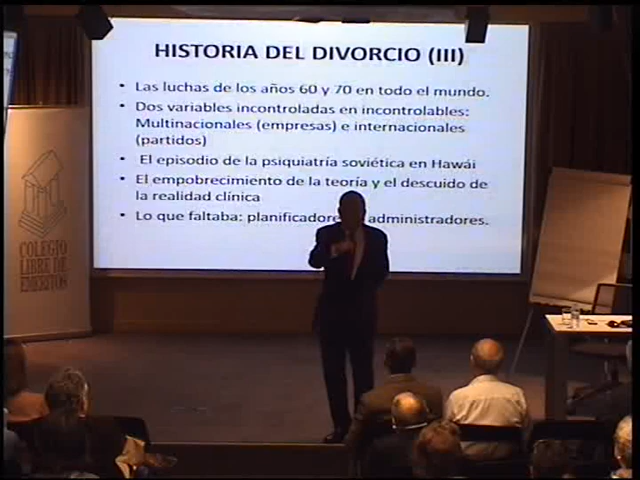 HISTORIA DEL DIVORCIO (III)
• Las luchas de los años 60 y 70 en todo el mundo.
• Dos variables incontroladas en incontrolables:
Multinacionales (empresas) e internacionales
(partidos)
• El episodio de la psiquiatría soviética en Hawái
• El empobrecimiento de la teoría y el descuido de
la realidad clínica
• Lo que faltaba: planificadore administradores.
COLEGIO
LIBRE DE
EMERITOS